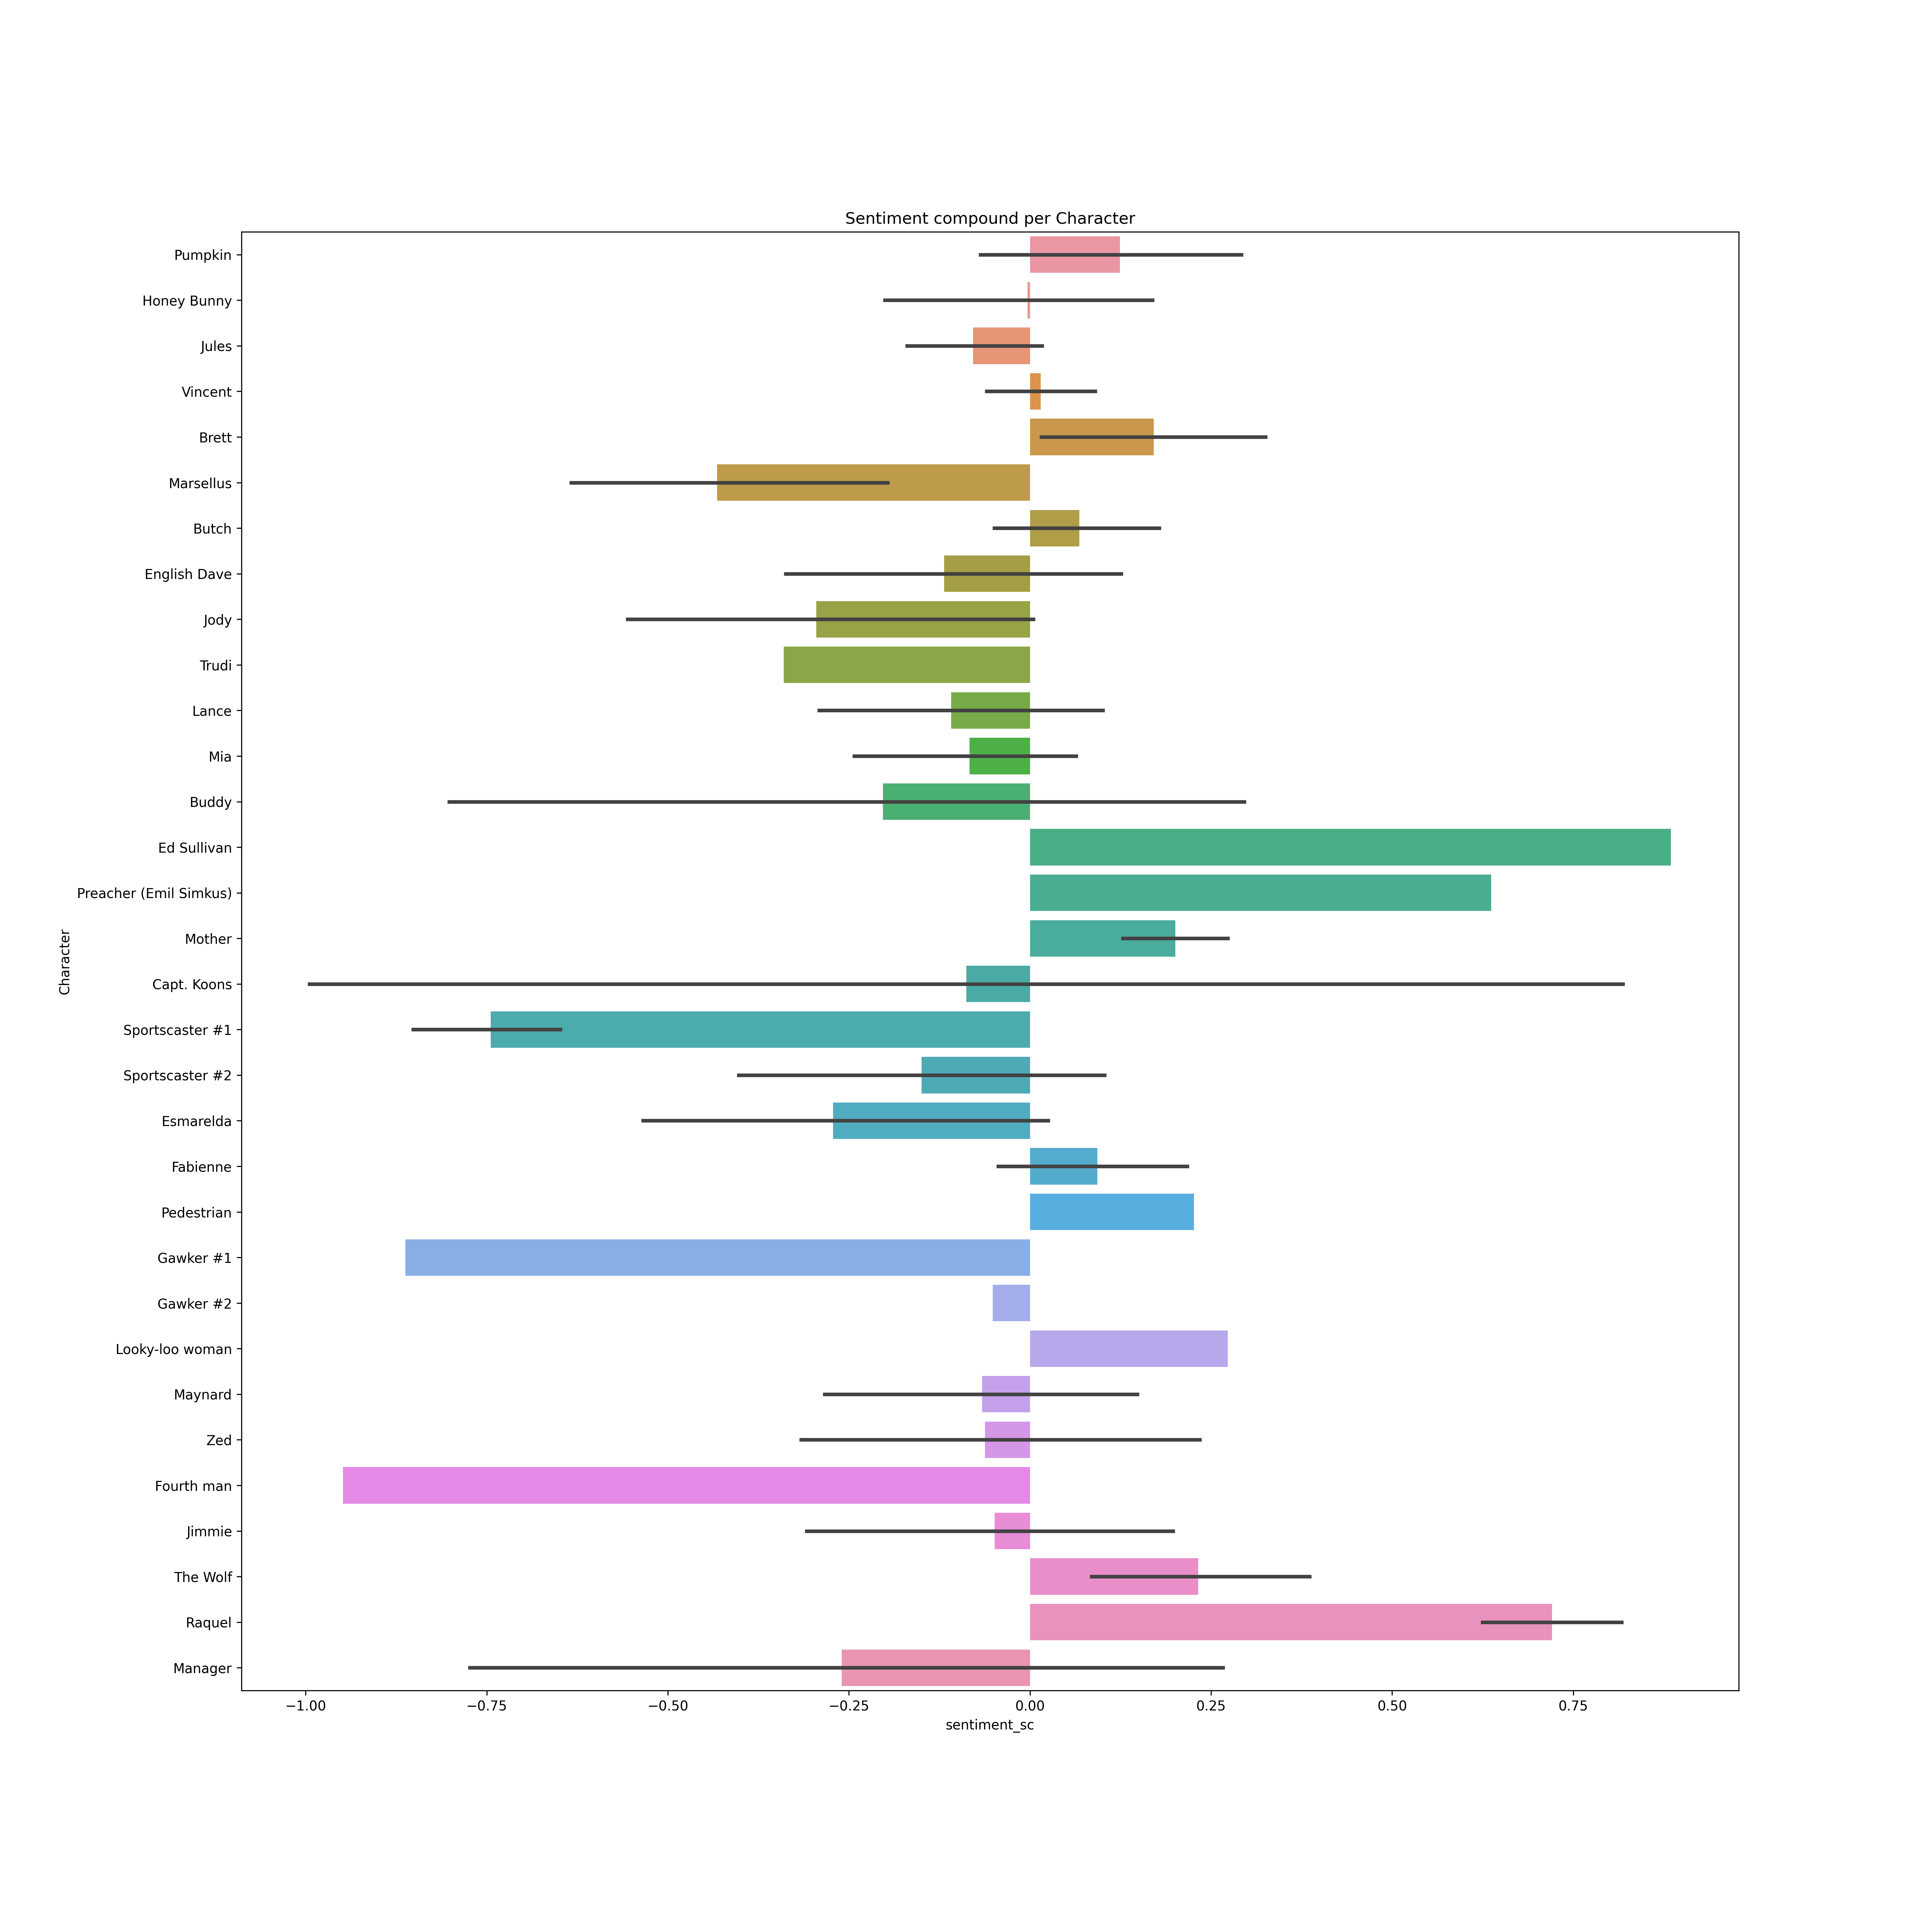 Sentiment compound per Character
Pumpkin
Honey Bunny
Jules
Vincent
Brett
Marsellus
Butch
English Dave
Jody
Trudi
Lance
Mia
Buddy
Ed Sullivan
Preacher (Emil Simkus)
Mother
Capt. Koons
Sportscaster #1
Sportscaster #2
Esmarelda
Fabienne
Pedestrian
Gawker #1
Gawker #2
Looky-loo woman
Maynard
Zed
Fourth man
Jimmie
The Wolf
Raquel
Manager
Character
−1.00 −0.75 −0.50 −0.25 0.00 0.25 0.50 0.75
sentiment_sc